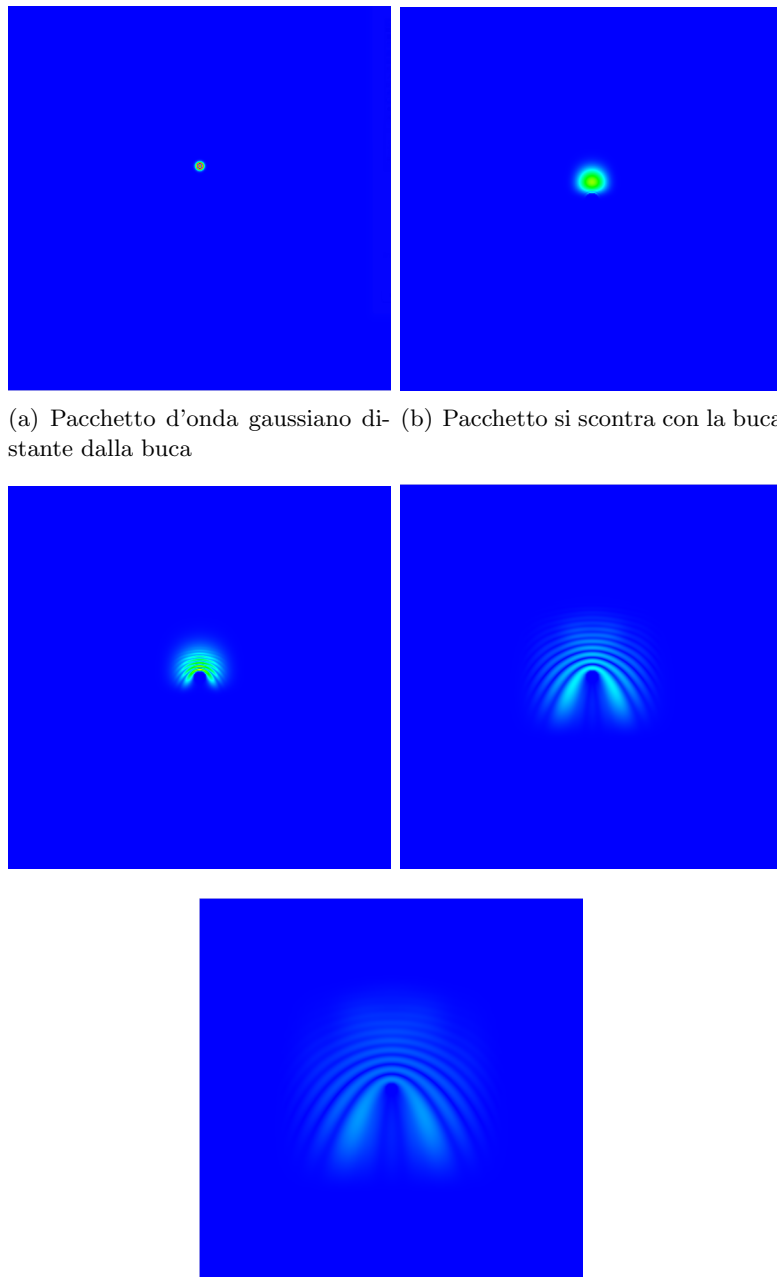 (a) Pacchetto d'onda gaussiano di-
stante dalla buca
(b) Pacchetto si scontra con la buca